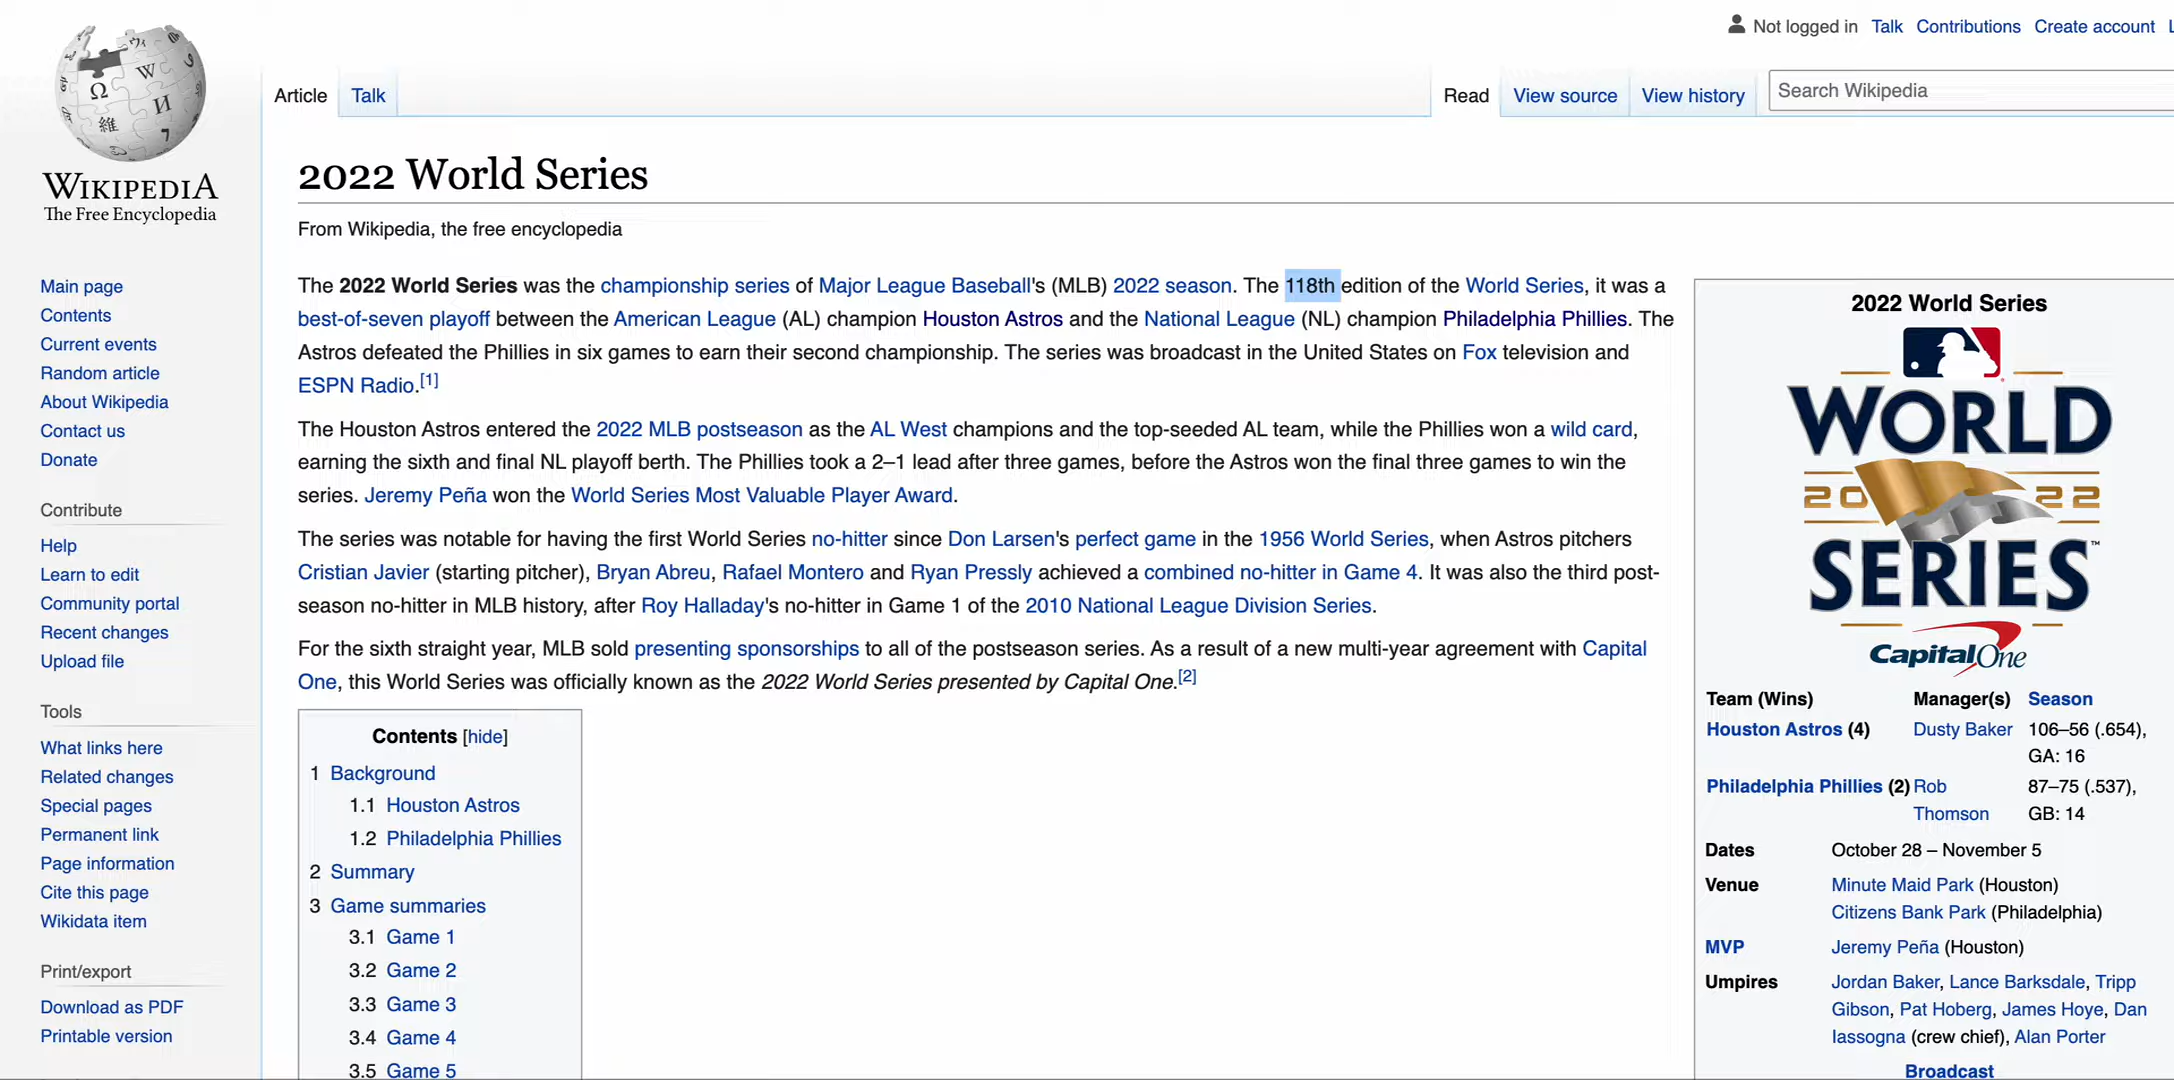 Not logged in Talk Contributions Create account
Article Talk Read View source View history Search Wikipedia
WIKIPEDIA
The Free Encyclopedia
Main page
Contents
Current events
Random article
About Wikipedia
Contact us
Donate
Contribute
Help
Learn to edit
Community portal
Recent changes
Upload file
Tools
What links here
Related changes
Special pages
Permanent link
Page information
Cite this page
Wikidata item
Print/export
Download as PDF
Printable version
2022 World Series
From Wikipedia, the free encyclopedia
The 2022 World Series was the championship series of Major League Baseball's (MLB) 2022 season. The 118th edition of the World Series, it was a
best-of-seven playoff between the American League (AL) champion Houston Astros and the National League (NL) champion Philadelphia Phillies. The
Astros defeated the Phillies in six games to earn their second championship. The series was broadcast in the United States on Fox television and
ESPN Radio.[1]
The Houston Astros entered the 2022 MLB postseason as the AL West champions and the top-seeded AL team, while the Phillies won a wild card,
earning the sixth and final NL playoff berth. The Phillies took a 2–1 lead after three games, before the Astros won the final three games to win the
series. Jeremy Peña won the World Series Most Valuable Player Award.
The series was notable for having the first World Series no-hitter since Don Larsen's perfect game in the 1956 World Series, when Astros pitchers
Cristian Javier (starting pitcher), Bryan Abreu, Rafael Montero and Ryan Pressly achieved a combined no-hitter in Game 4. It was also the third post-
season no-hitter in MLB history, after Roy Halladay's no-hitter in Game 1 of the 2010 National League Division Series.
For the sixth straight year, MLB sold presenting sponsorships to all of the postseason series. As a result of a new multi-year agreement with Capital
One, this World Series was officially known as the 2022 World Series presented by Capital One.[2]
Contents [hide]
1 Background
1.1 Houston Astros
1.2 Philadelphia Phillies
2 Summary
3 Game summaries
3.1 Game 1
3.2 Game 2
3.3 Game 3
3.4 Game 4
3.5 Game 5
2022 World Series
WORLD
20 22
SERIES™
Capital One
Team (Wins) Manager(s) Season
Houston Astros (4) Dusty Baker 106–56 (.654),
GA: 16
Philadelphia Phillies (2) Rob 87–75 (.537),
Thomson GB: 14
Dates October 28 – November 5
Venue Minute Maid Park (Houston)
Citizens Bank Park (Philadelphia)
MVP Jeremy Peña (Houston)
Umpires Jordan Baker, Lance Barksdale, Tripp
Gibson, Pat Hoberg, James Hoye, Dan
Iassogna (crew chief), Alan Porter
Broadcast